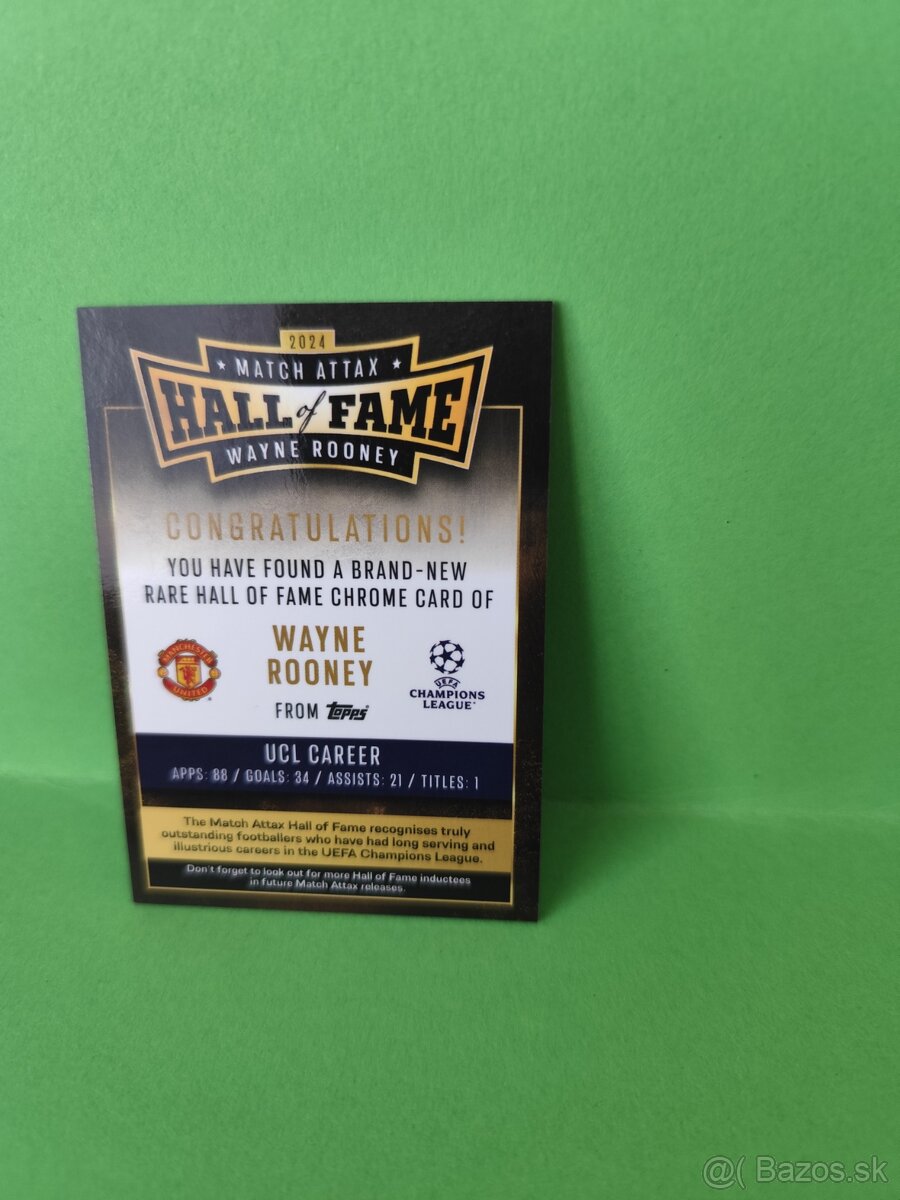 2024
MATCH ATTAX
HALL of FAME
WAYNE ROONEY
CONGRATULATIONS!
YOU HAVE FOUND A BRAND-NEW
RARE HALL OF FAME CHROME CARD OF
WAYNE
ROONEY
MANCHESTER
UNITED
UEFA
CHAMPIONS
LEAGUE
FROM Topps
UCL CAREER
APPS: 88 / GOALS: 34 / ASSISTS: 21 / TITLES: 1
The Match Attax Hall of Fame recognises truly
outstanding footballers who have had long serving and
illustrious careers in the UEFA Champions League.
Don't forget to look out for more Hall of Fame inductees
in future Match Attax releases.
@( Bazos.sk